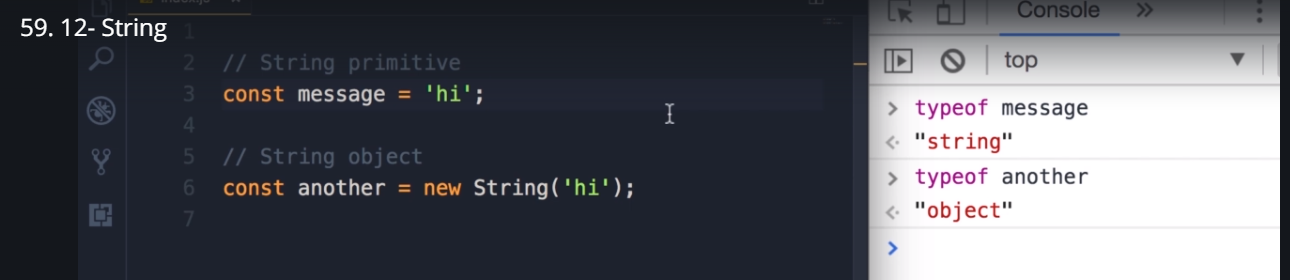 59. 12- String
1
2 // String primitive
3 const message = 'hi';
4
5 // String object
6 const another = new String('hi');
7
Console
top
> typeof message
"string"
> typeof another
"object"
>